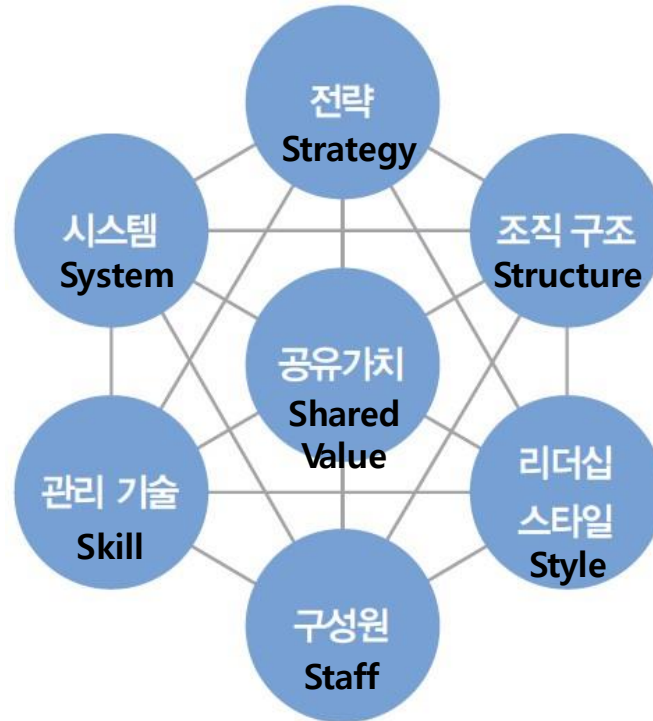 전략
Strategy
시스템
System
조직 구조
Structure
공유가치
Shared
Value
관리 기술
Skill
리더십
스타일
Style
구성원
Staff